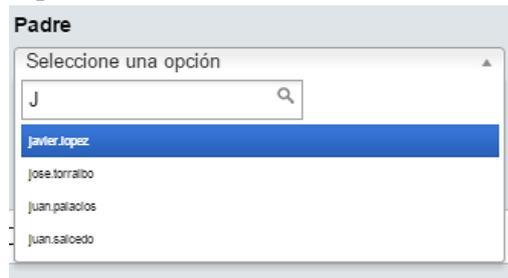 Padre
Seleccione una opción
J
javier.lopez
jose.torralbo
juan.palacios
juan.salcedo